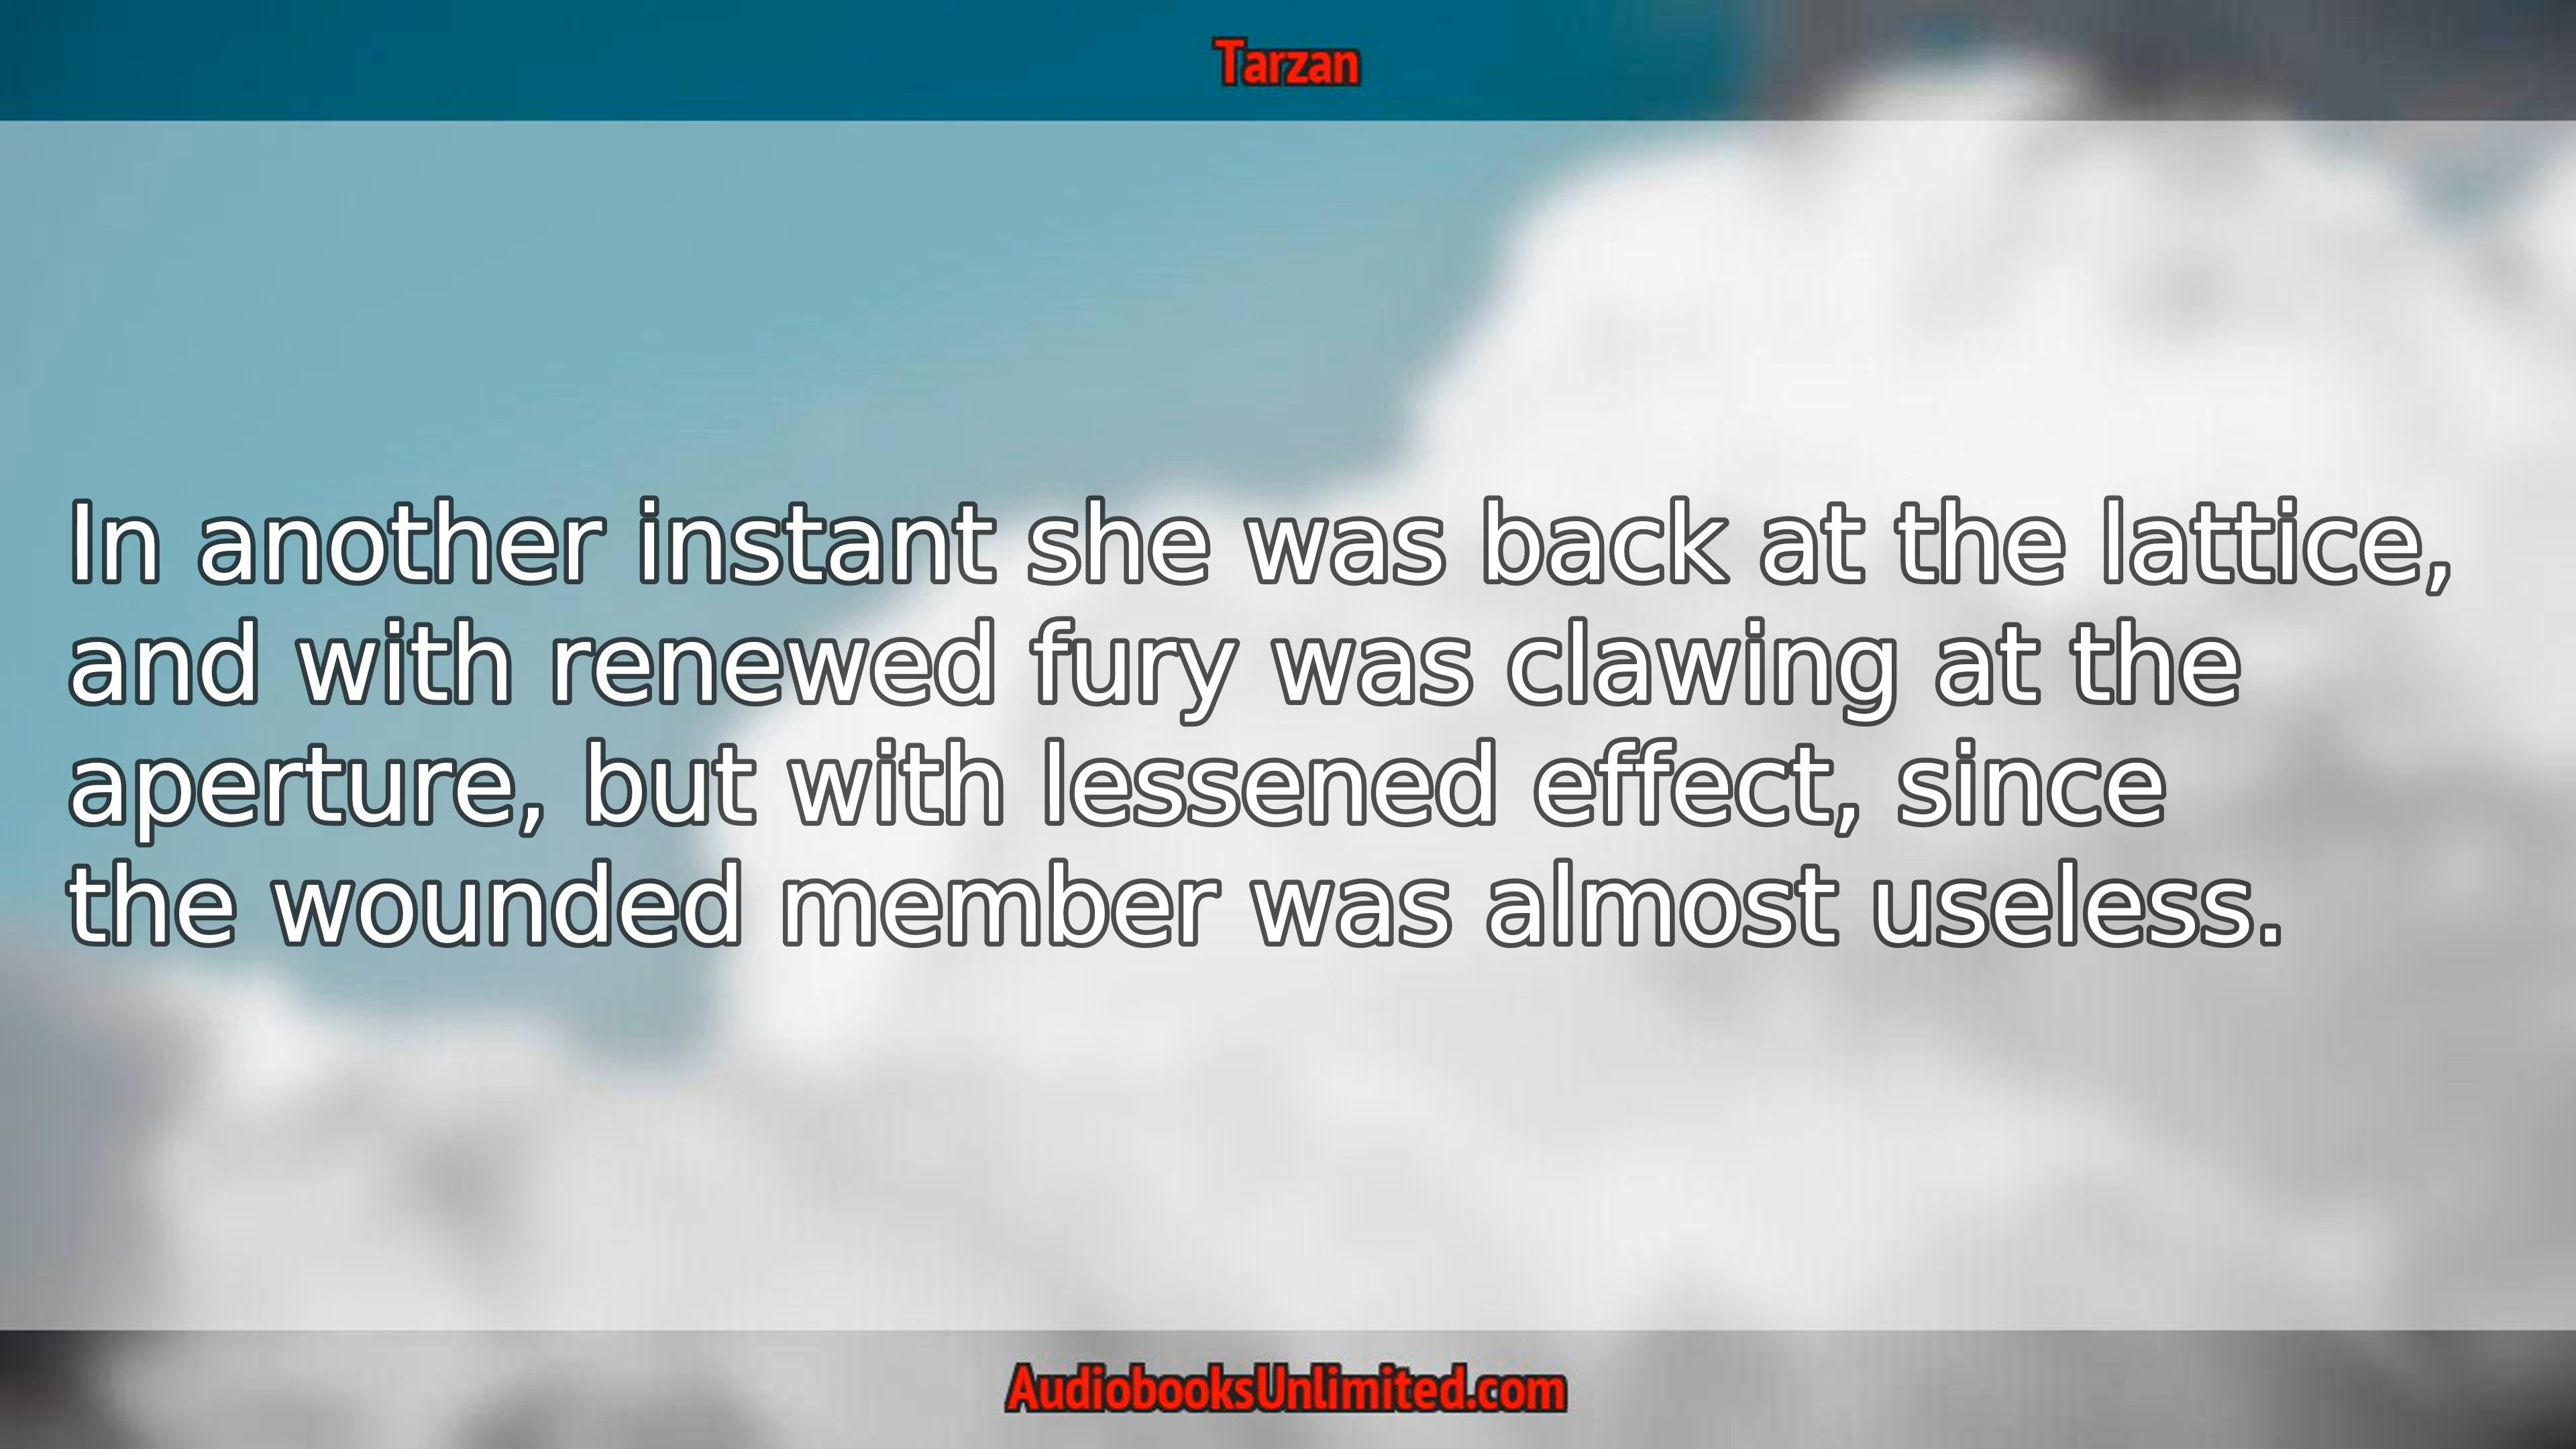 Tarzan
In another instant she was back at the lattice,
and with renewed fury was clawing at the
aperture, but with lessened effect, since
the wounded member was almost useless.
AudiobooksUnlimited.com